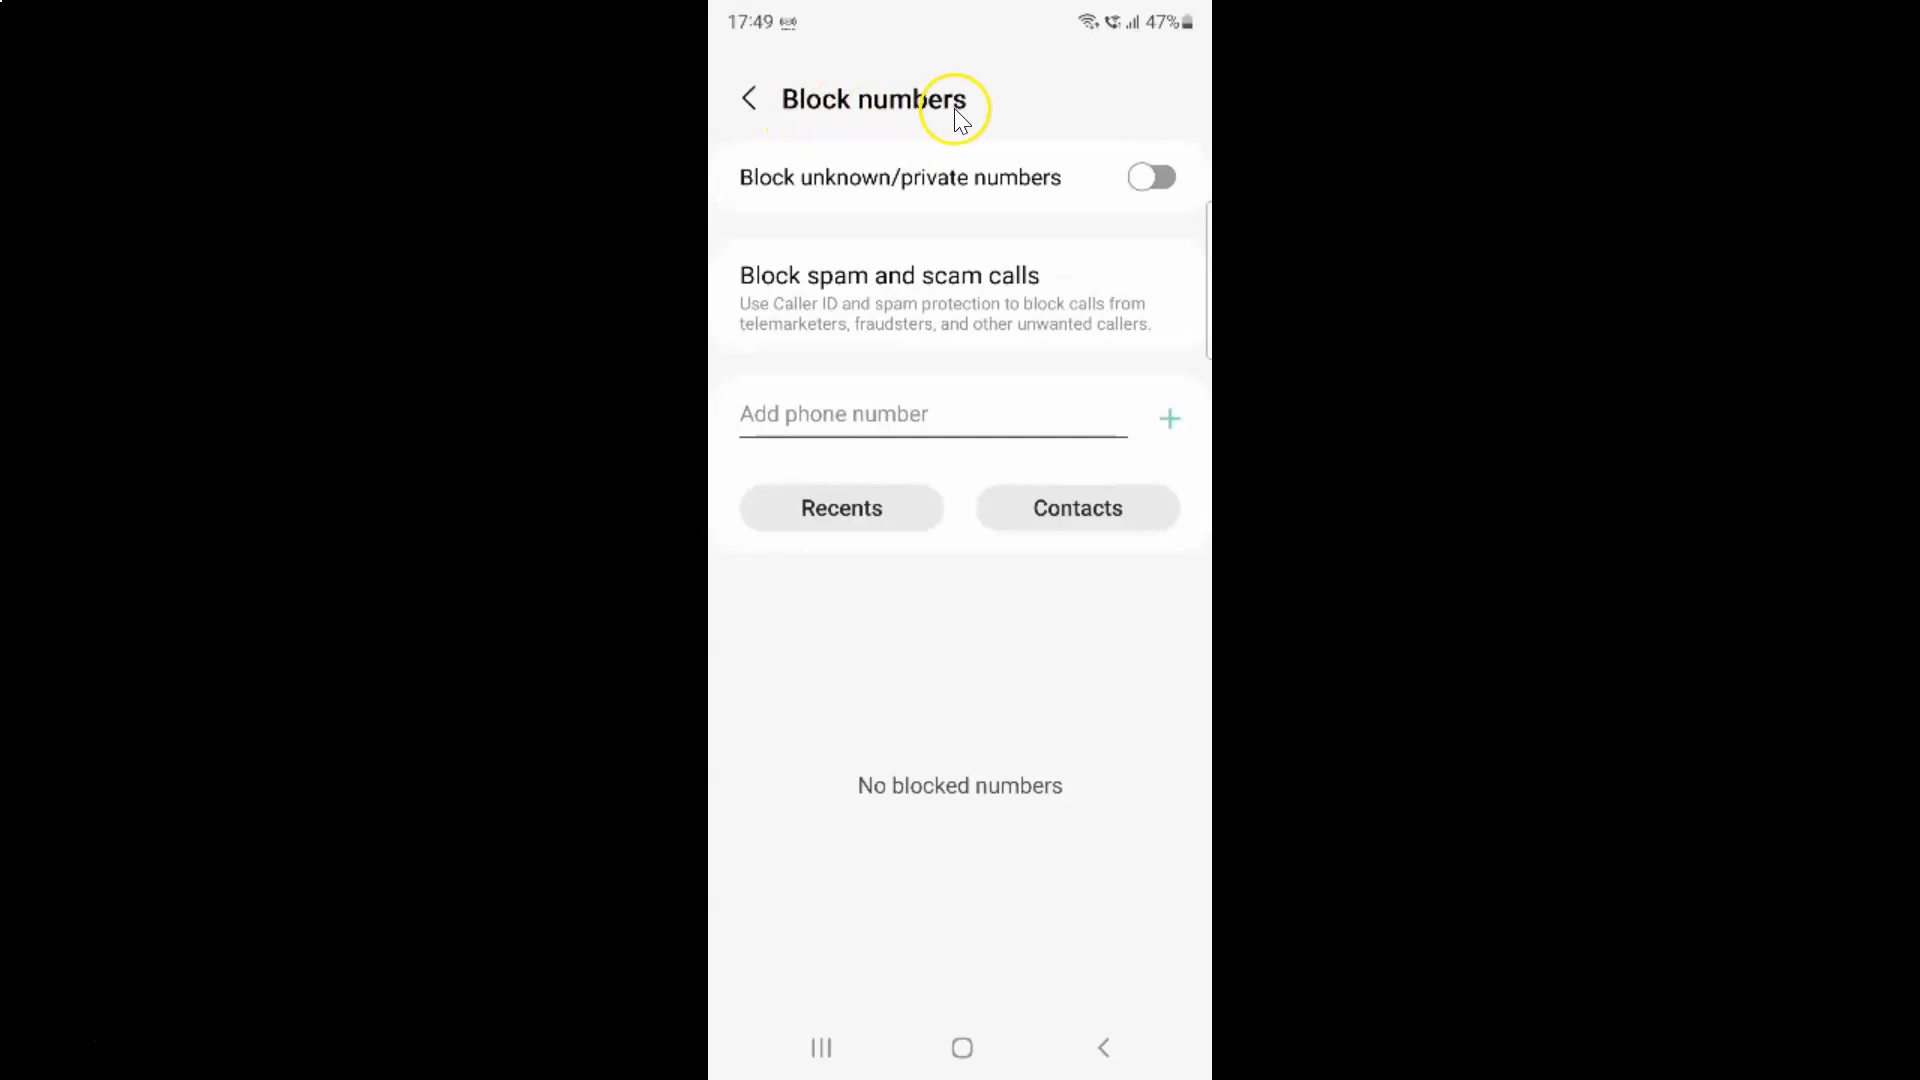 17:49 47%
Block numbers
Block unknown/private numbers
Block spam and scam calls
Use Caller ID and spam protection to block calls from
telemarketers, fraudsters, and other unwanted callers.
Add phone number
Recents Contacts
No blocked numbers